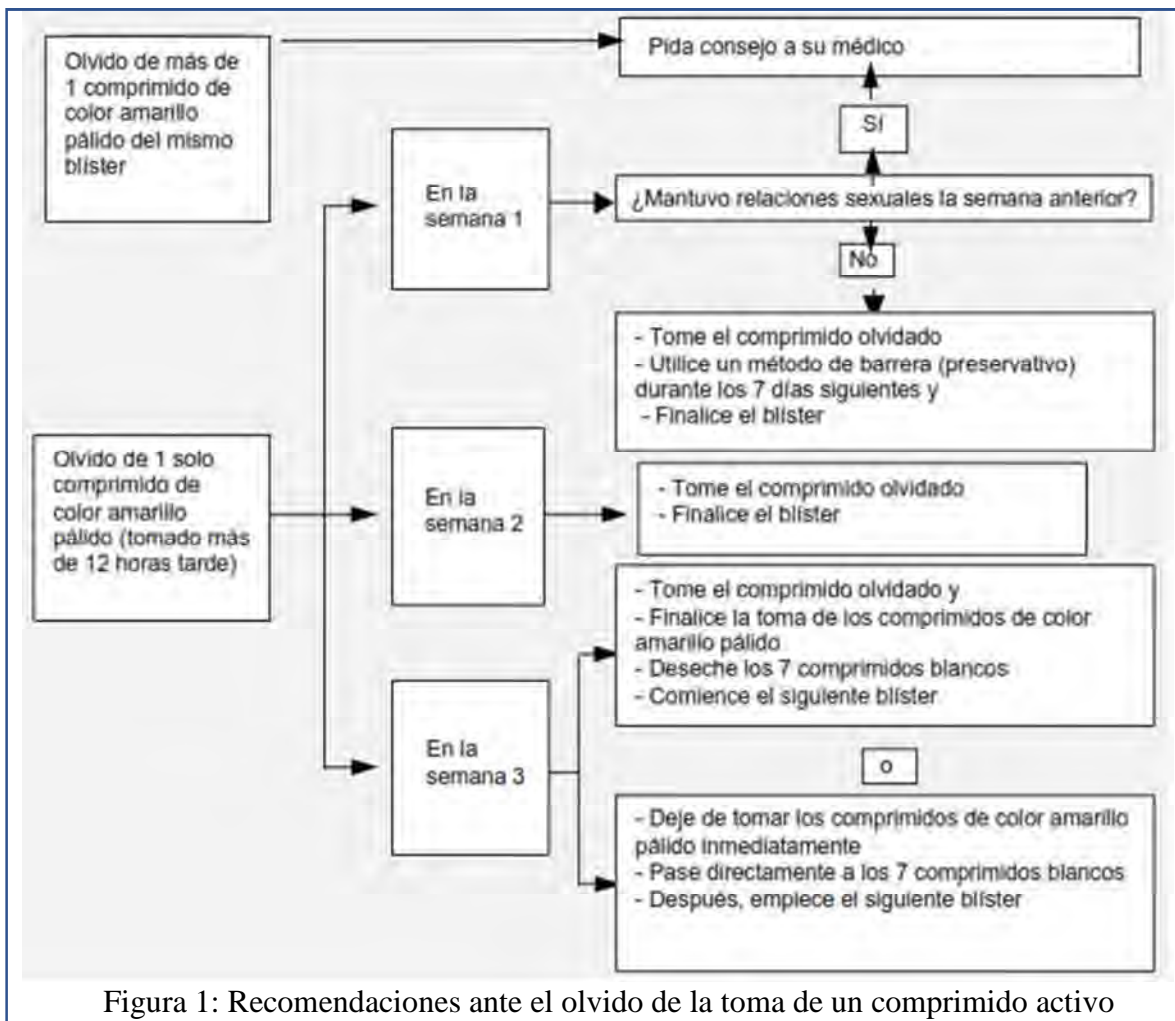 Olvido de más de
1 comprimido de
color amarillo
pálido del mismo
blíster
Pida consejo a su médico
Sí
En la
semana 1
¿Mantuvo relaciones sexuales la semana anterior?
No
- Tome el comprimido olvidado
- Utilice un método de barrera (preservativo)
durante los 7 días siguientes y
- Finalice el blíster
Olvido de 1 solo
comprimido de
color amarillo
pálido (tomado más
de 12 horas tarde)
En la
semana 2
- Tome el comprimido olvidado
- Finalice el blíster
En la
semana 3
- Tome el comprimido olvidado y
- Finalice la toma de los comprimidos de color
amarillo pálido
- Deseche los 7 comprimidos blancos
- Comience el siguiente blíster
o
- Deje de tomar los comprimidos de color amarillo
pálido inmediatamente
- Pase directamente a los 7 comprimidos blancos
- Después, empiece el siguiente blíster
Figura 1: Recomendaciones ante el olvido de la toma de un comprimido activo